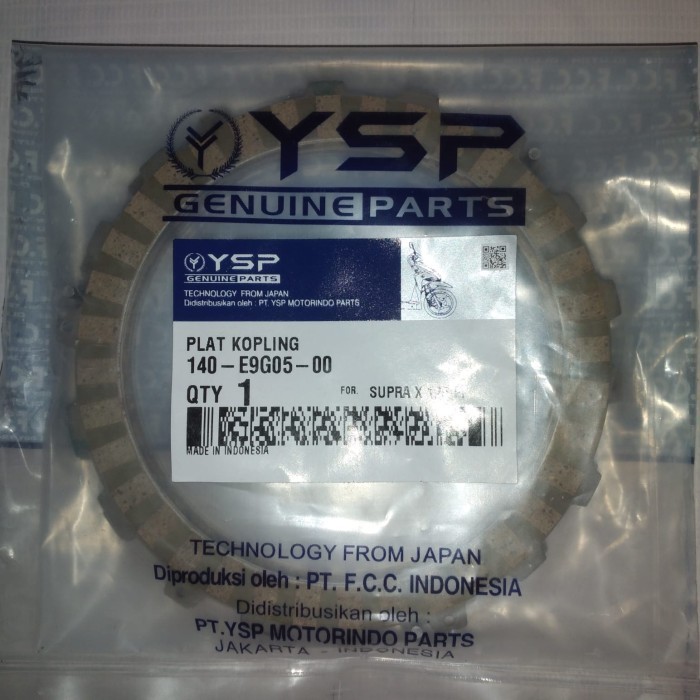 YSP
GENUINE PARTS
YSP
GENUINE PARTS
TECHNOLOGY FROM JAPAN
Didistribusikan oleh : PT. YSP MOTORINDO PARTS
PLAT KOPLING
140-E9G05-00
QTY 1
FOR. SUPRA X
MADE IN INDONESIA
TECHNOLOGY FROM JAPAN
Diproduksi oleh : PT. F.C.C. INDONESIA
Didistribusikan oleh :
PT.YSP MOTORINDO PARTS
JAKARTA - INDONESIA